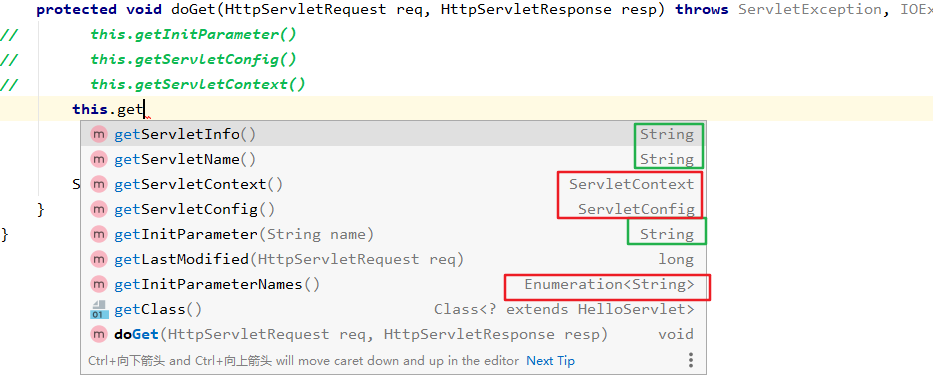 protected void doGet(HttpServletRequest req, HttpServletResponse resp) throws ServletException, IOEx
// this.getInitParameter()
// this.getServletConfig()
// this.getServletContext()
this.get
m getServletInfo() String
m getServletName() String
S m getServletContext() ServletContext
} m getServletConfig() ServletConfig
} m getInitParameter(String name) String
m getLastModified(HttpServletRequest req) long
m getInitParameterNames() Enumeration<String>
01 getClass() Class<? extends HelloServlet>
m doGet(HttpServletRequest req, HttpServletResponse resp) void
Ctrl+向下箭头 and Ctrl+向上箭头 will move caret down and up in the editor Next Tip